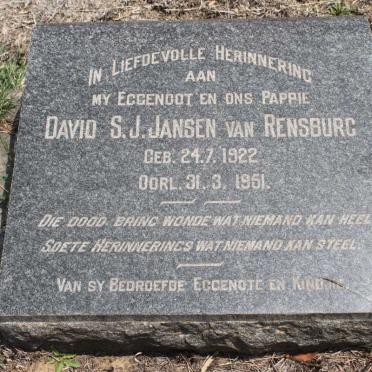 IN LIEFDEVOLLE HERINNERING
AAN
MY EGGENOOT EN ONS PAPPIE
DAVID S.J. JANSEN VAN RENSBURG
GEB. 24.7. 1922
OORL. 31. 3. 1951.
DIE DOOD BRING WONDE WAT NIEMAND KAN HEEL
SOETE HERINNERINGS WAT NIEMAND KAN STEEL.
VAN SY BEDROEFDE EGGENOTE EN